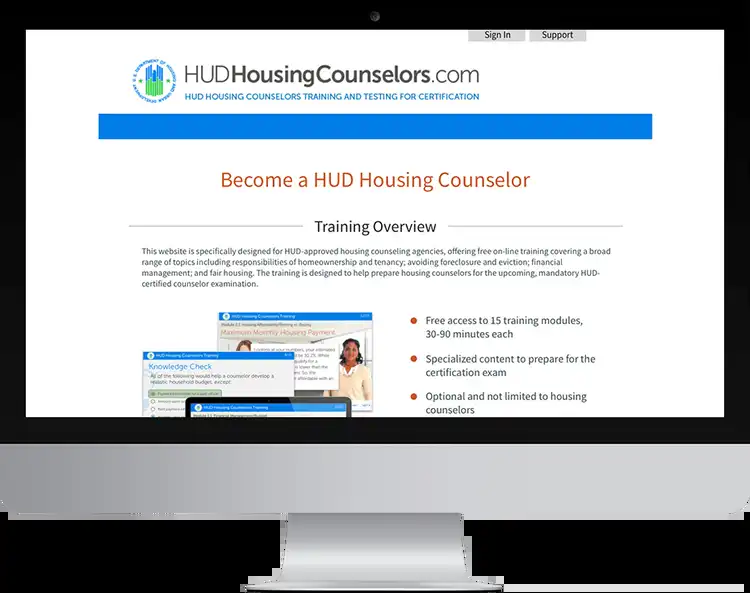 Sign In
Support
U.S. DEPARTMENT OF HOUSING AND URBAN DEVELOPMENT
HUDHousingCounselors.com
HUD HOUSING COUNSELORS TRAINING AND TESTING FOR CERTIFICATION
Become a HUD Housing Counselor
Training Overview
This website is specifically designed for HUD-approved housing counseling agencies, offering free on-line training covering a broad
range of topics including responsibilities of homeownership and tenancy; avoiding foreclosure and eviction; financial
management; and fair housing. The training is designed to help prepare housing counselors for the upcoming, mandatory HUD-
certified counselor examination.
HUD Housing Counselors Training
Maximum Monthly Housing Payment
HUD Housing Counselors Training
Knowledge Check
All of the following would help a counselor develop a
realistic household budget, except:
HUD Housing Counselors Training
Free access to 15 training modules,
30-90 minutes each
Specialized content to prepare for the
certification exam
Optional and not limited to housing
counselors